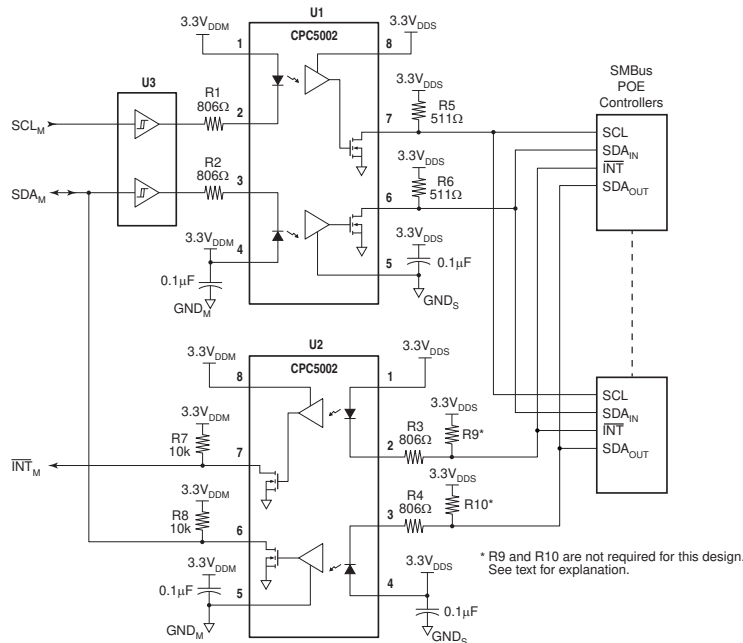 U1
CPC5002
3.3V_DDM
1
8
3.3V_DDS
U3
R1
806Ω
2
SCL_M
R2
806Ω
3
SDA_M
3.3V_DDM
4
0.1µF
GND_M
7
3.3V_DDS
R5
511Ω
6
3.3V_DDS
R6
511Ω
3.3V_DDS
5
0.1µF
GND_S
SMBus
POE
Controllers
SCL
SDA_IN
INT
SDA_OUT
U2
CPC5002
3.3V_DDM
8
1
3.3V_DDS
3.3V_DDM
R7
10k
7
INT_M
3.3V_DDM
R8
10k
6
3.3V_DDM
0.1µF
5
GND_M
2
R3
806Ω
3.3V_DDS
R9*
3
R4
806Ω
3.3V_DDS
R10*
4
3.3V_DDS
0.1µF
GND_S
SCL
SDA_IN
INT
SDA_OUT
* R9 and R10 are not required for this design.
See text for explanation.